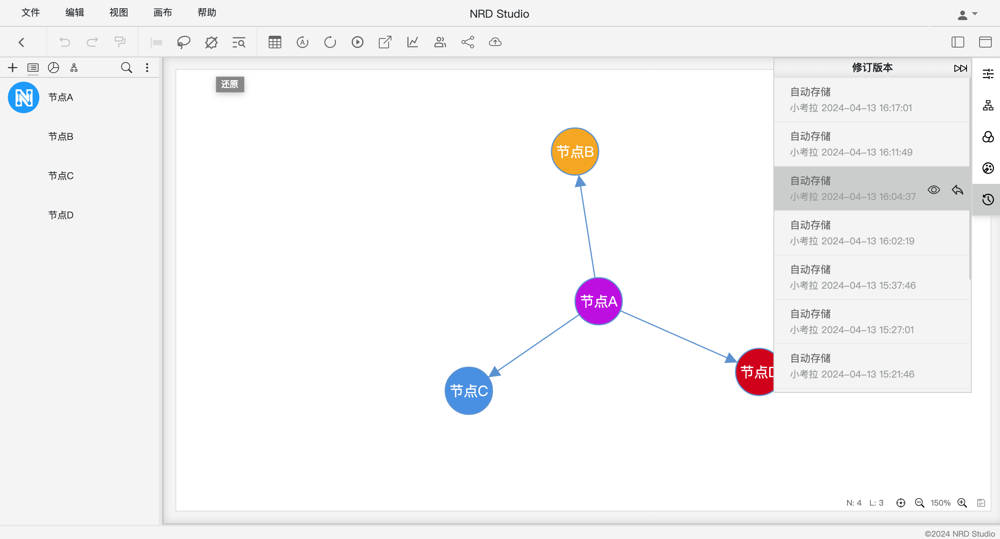 文件 编辑 视图 画布 帮助
NRD Studio
节点A
节点B
节点C
节点D
还原
节点B
节点A
节点C
节点D
修订版本
自动存储
小考拉 2024-04-13 16:17:01
自动存储
小考拉 2024-04-13 16:11:49
自动存储
小考拉 2024-04-13 16:04:37
自动存储
小考拉 2024-04-13 16:02:19
自动存储
小考拉 2024-04-13 15:37:46
自动存储
小考拉 2024-04-13 15:27:01
自动存储
小考拉 2024-04-13 15:21:46
N: 4 L: 3 150%
©2024 NRD Studio